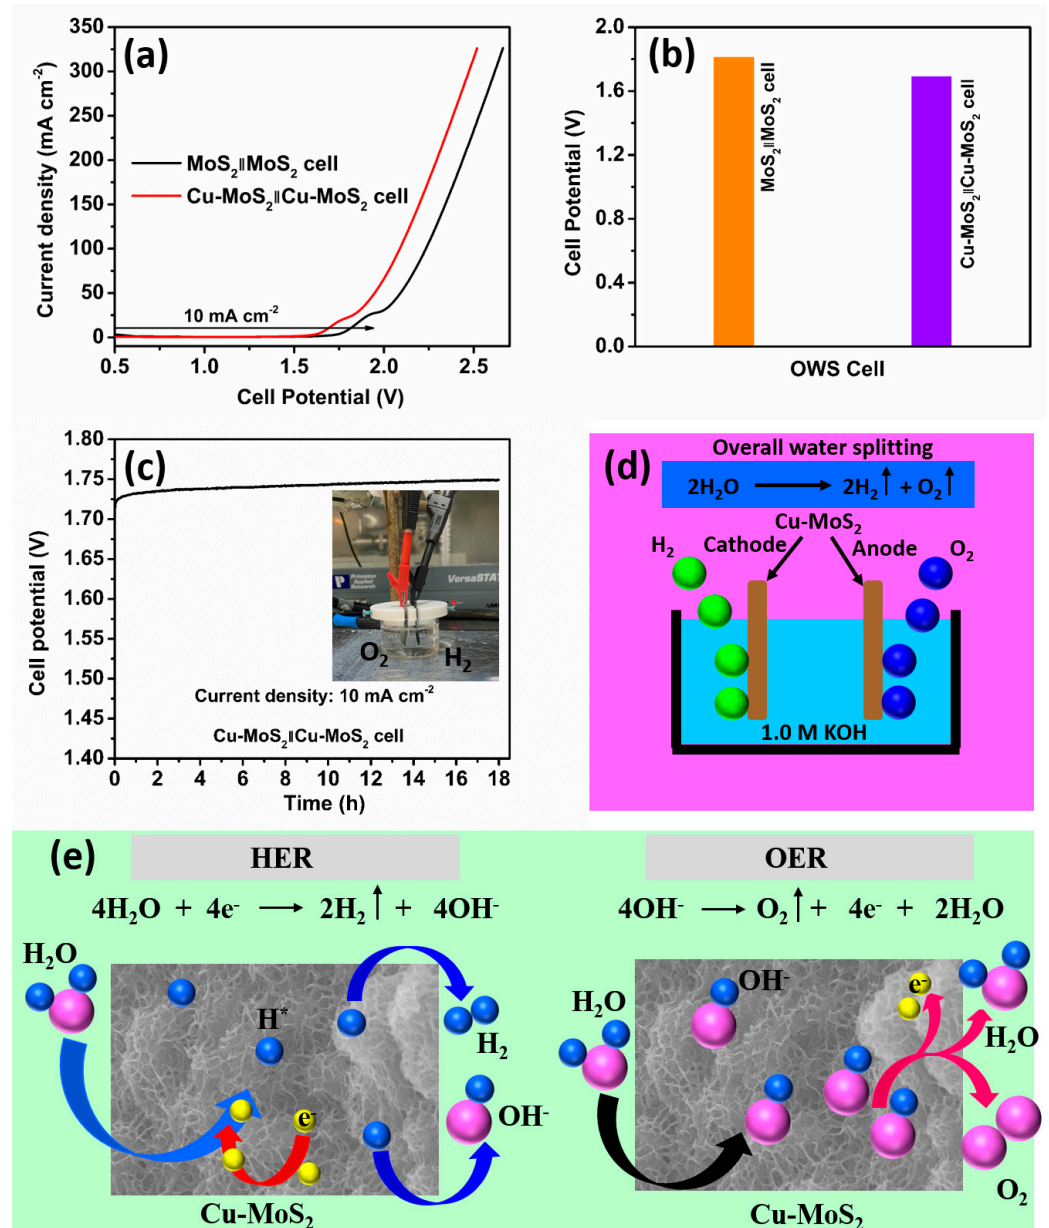 (a)
350
300
250
200
150
100
50
0
Current density (mA cm⁻²)
MoS₂‖MoS₂ cell
Cu-MoS₂‖Cu-MoS₂ cell
10 mA cm⁻²
0.5 1.0 1.5 2.0 2.5
Cell Potential (V)
(b)
2.0
1.6
1.2
0.8
0.4
0.0
Cell Potential (V)
MoS₂‖MoS₂ cell
Cu-MoS₂‖Cu-MoS₂ cell
OWS Cell
(c)
1.80
1.75
1.70
1.65
1.60
1.55
1.50
1.45
1.40
Cell potential (V)
Princeton
Applied
Research
VersaSTAT
O₂ H₂
Current density: 10 mA cm⁻²
Cu-MoS₂‖Cu-MoS₂ cell
0 2 4 6 8 10 12 14 16 18
Time (h)
(d)
Overall water splitting
2H₂O → 2H₂↑ + O₂↑
Cu-MoS₂
H₂ Cathode Anode O₂
1.0 M KOH
(e)
HER
4H₂O + 4e⁻ → 2H₂↑ + 4OH⁻
H₂O
H*
H₂
e⁻
OH⁻
Cu-MoS₂
OER
4OH⁻ → O₂↑ + 4e⁻ + 2H₂O
H₂O
OH⁻
e⁻
H₂O
O₂
Cu-MoS₂